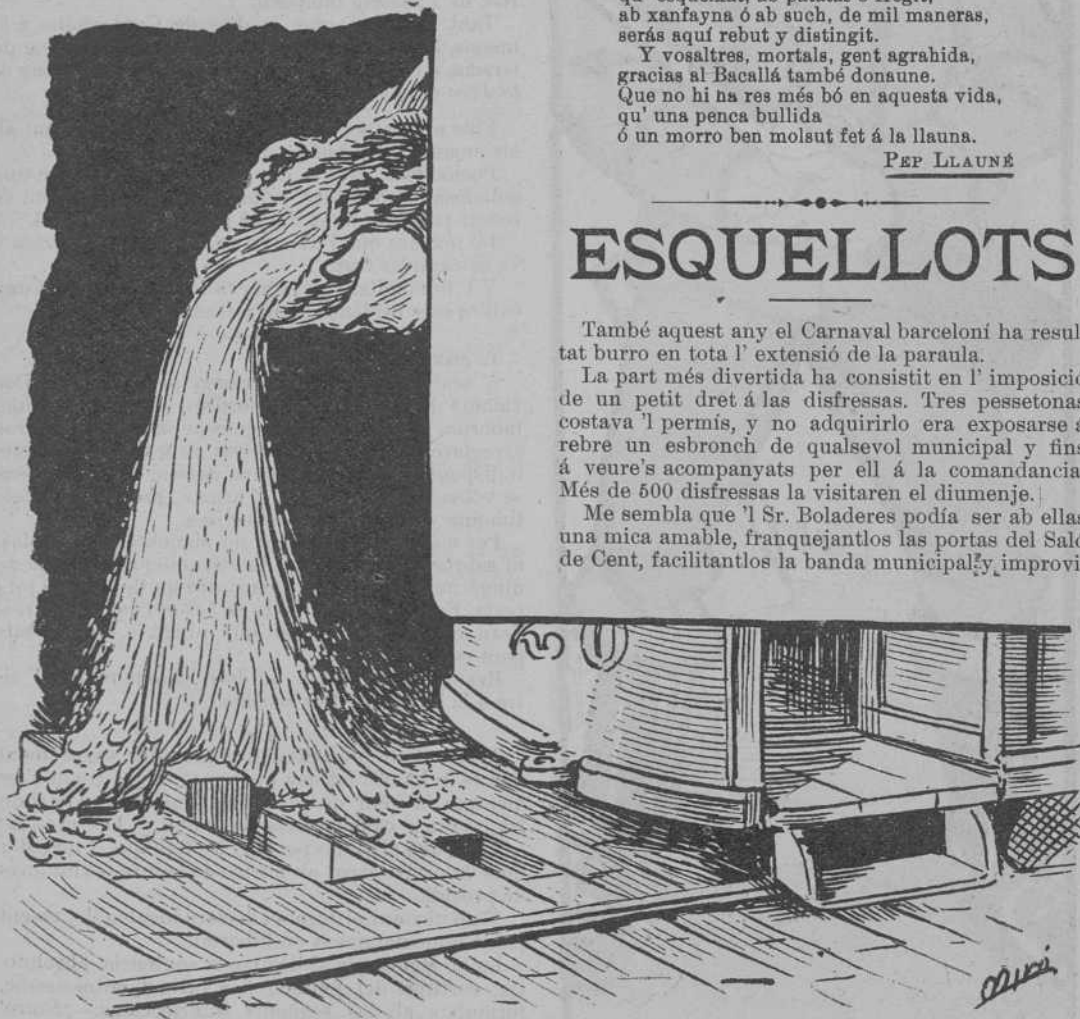 ab xanfayna ó ab such, de mil maneras,
serás aquí rebut y distingit.
Y vosaltres, mortals, gent agrahida,
gracias al Bacallá també donaune.
Que no hi ha res més bó en aquesta vida,
qu' una penca bullida
ó un morro ben molsut fet á la llauna.
PEP LLAUNÉ
ESQUELLOTS
També aquest any el Carnaval barceloní ha resul
tat burro en tota l' extensió de la paraula.
La part més divertida ha consistit en l' imposició
de un petit dret á las disfressas. Tres pessetonas
costava 'l permís, y no adquirirlo era exposarse á
rebre un esbronch de qualsevol municipal y fins
á veure's acompanyats per ell á la comandancia.
Més de 500 disfressas la visitaren el diumenje.
Me sembla que 'l Sr. Boladeres podía ser ab ellas
una mica amable, franquejantlos las portas del Saló
de Cent, facilitantlos la banda municipal y improvi
30